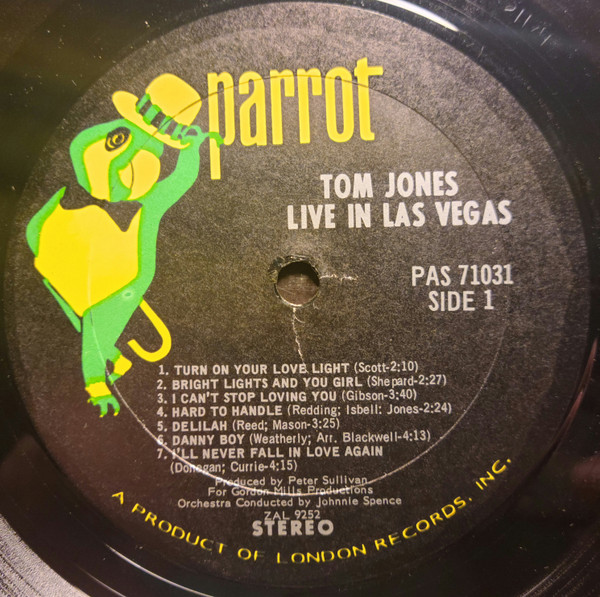 parrot
TOM JONES
LIVE IN LAS VEGAS
PAS 71031
SIDE 1
1. TURN ON YOUR LOVE LIGHT (Scott-2:10)
2. BRIGHT LIGHTS AND YOU GIRL (Shepard-2:27)
3. I CAN'T STOP LOVING YOU (Gibson-3:40)
4. HARD TO HANDLE (Redding; Isbell: Jones-2:24)
5. DELILAH (Reed; Mason-3:25)
6. DANNY BOY (Weatherly; Arr. Blackwell-4:13)
7. I'LL NEVER FALL IN LOVE AGAIN
(Donegan; Currie-4:15)
Produced by Peter Sullivan
For Gordon Mills Productions
Orchestra Conducted by Johnnie Spence
ZAL 9252
STEREO
A PRODUCT OF LONDON RECORDS, INC.